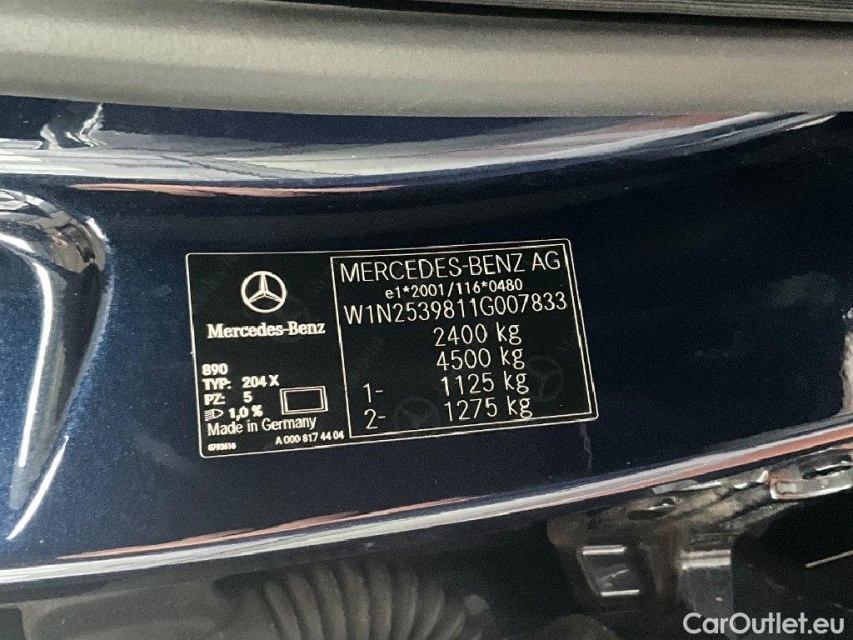 MERCEDES-BENZ AG
e1*2001/116*0480
W1N2539811G007833
2400 kg
4500 kg
1- 1125 kg
2- 1275 kg
Mercedes-Benz
890
TYP: 204 X
PZ: 5
1,0 %
Made in Germany
A 000 817 44 04
CarOutlet.eu